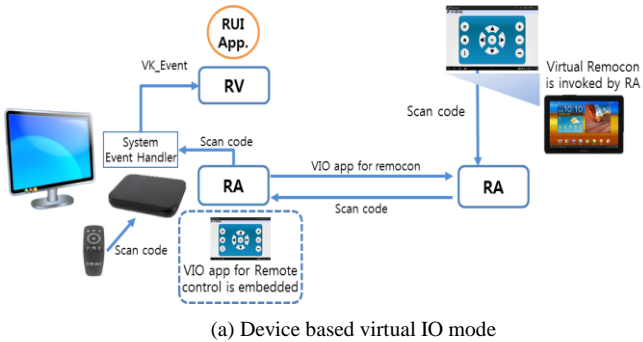 RUI
App.
VK_Event
RV
Virtual Remocon
is invoked by RA
Scan code
System
Event Handler
Scan code
RA
VIO app for remocon
RA
Scan code
Scan code
VIO app for Remote
control is embedded
(a) Device based virtual IO mode